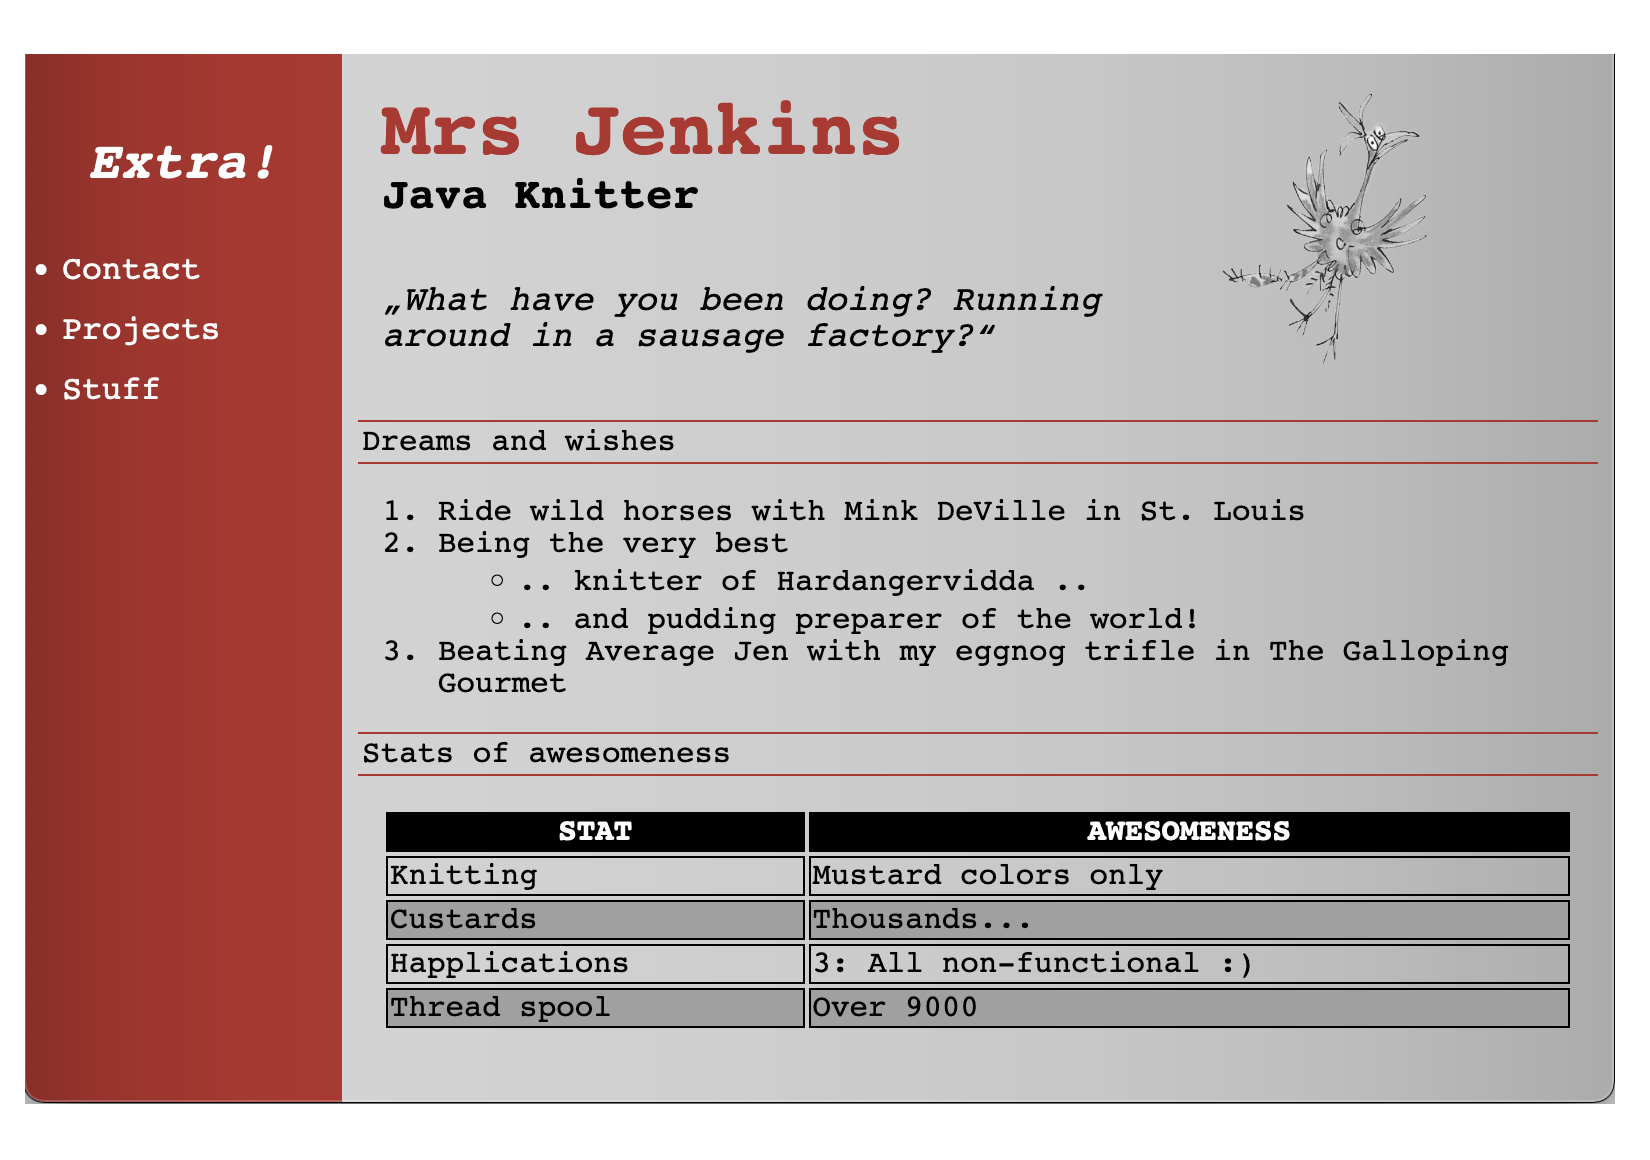 Extra!
• Contact
• Projects
• Stuff
Mrs Jenkins
Java Knitter
„What have you been doing? Running
around in a sausage factory?“
Dreams and wishes
1. Ride wild horses with Mink DeVille in St. Louis
2. Being the very best
○ .. knitter of Hardangervidda ..
○ .. and pudding preparer of the world!
3. Beating Average Jen with my eggnog trifle in The Galloping
Gourmet
Stats of awesomeness
STAT AWESOMENESS
Knitting Mustard colors only
Custards Thousands...
Happlications 3: All non-functional :)
Thread spool Over 9000